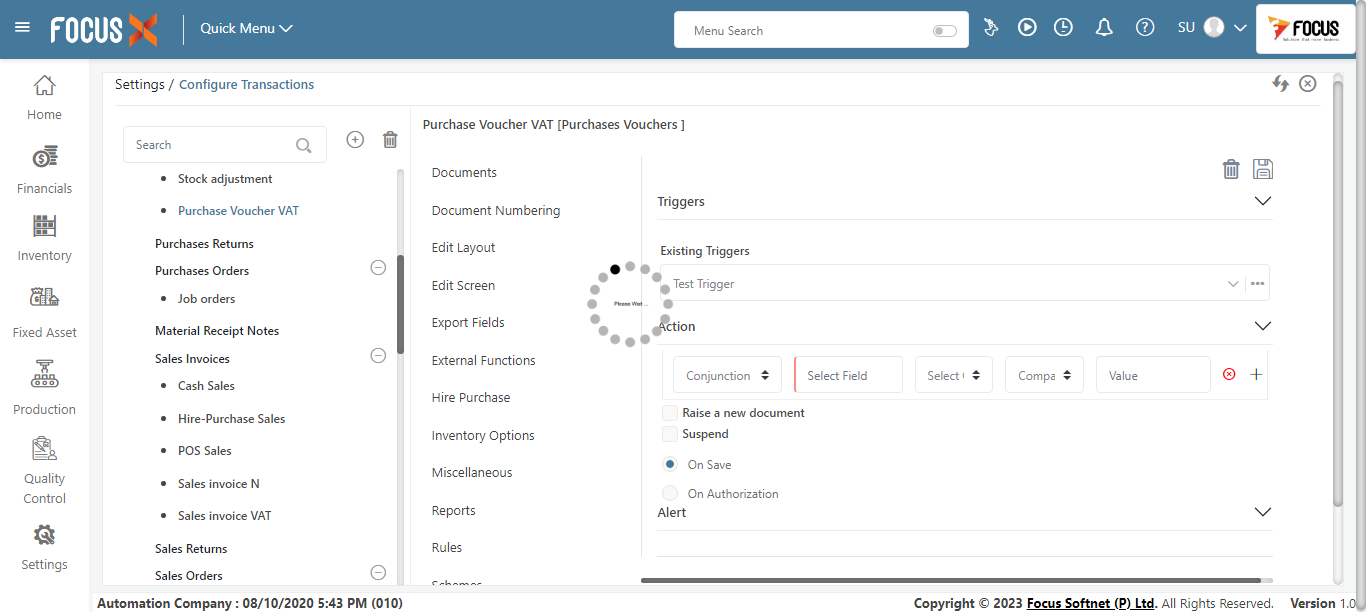 FOCUS X
Quick Menu
Menu Search
SU
FOCUS
Home
Financials
Inventory
Fixed Asset
Production
Quality
Control
Settings
Settings / Configure Transactions
Search
Stock adjustment
Purchase Voucher VAT
Purchases Returns
Purchases Orders
Job orders
Material Receipt Notes
Sales Invoices
Cash Sales
Hire-Purchase Sales
POS Sales
Sales invoice N
Sales invoice VAT
Sales Returns
Sales Orders
Purchase Voucher VAT [Purchases Vouchers ]
Documents
Document Numbering
Edit Layout
Edit Screen
Export Fields
External Functions
Hire Purchase
Inventory Options
Miscellaneous
Reports
Rules
Schemes
Triggers
Existing Triggers
Test Trigger
Please Wait ...
Action
Conjunction
Select Field
Select
Compa
Value
Raise a new document
Suspend
On Save
On Authorization
Alert
Automation Company : 08/10/2020 5:43 PM (010)
Copyright © 2023 Focus Softnet (P) Ltd. All Rights Reserved.
Version 1.0